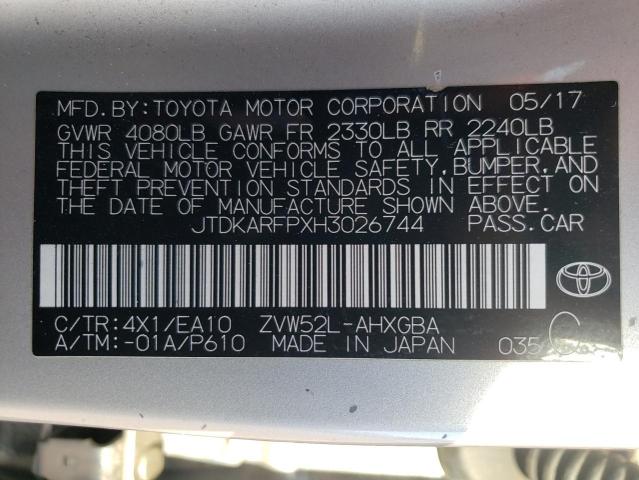 MFD. BY: TOYOTA MOTOR CORPORATION 05/17
GVWR 4080LB GAWR FR 2330LB RR 2240LB
THIS VEHICLE CONFORMS TO ALL APPLICABLE
FEDERAL MOTOR VEHICLE SAFETY, BUMPER, AND
THEFT PREVENTION STANDARDS IN EFFECT ON
THE DATE OF MANUFACTURE SHOWN ABOVE.
JTDKARFPXH3026744 PASS. CAR
C/TR: 4X1/EA10 ZVW52L-AHXGBA
A/TM: -01A/P610 MADE IN JAPAN 035 C